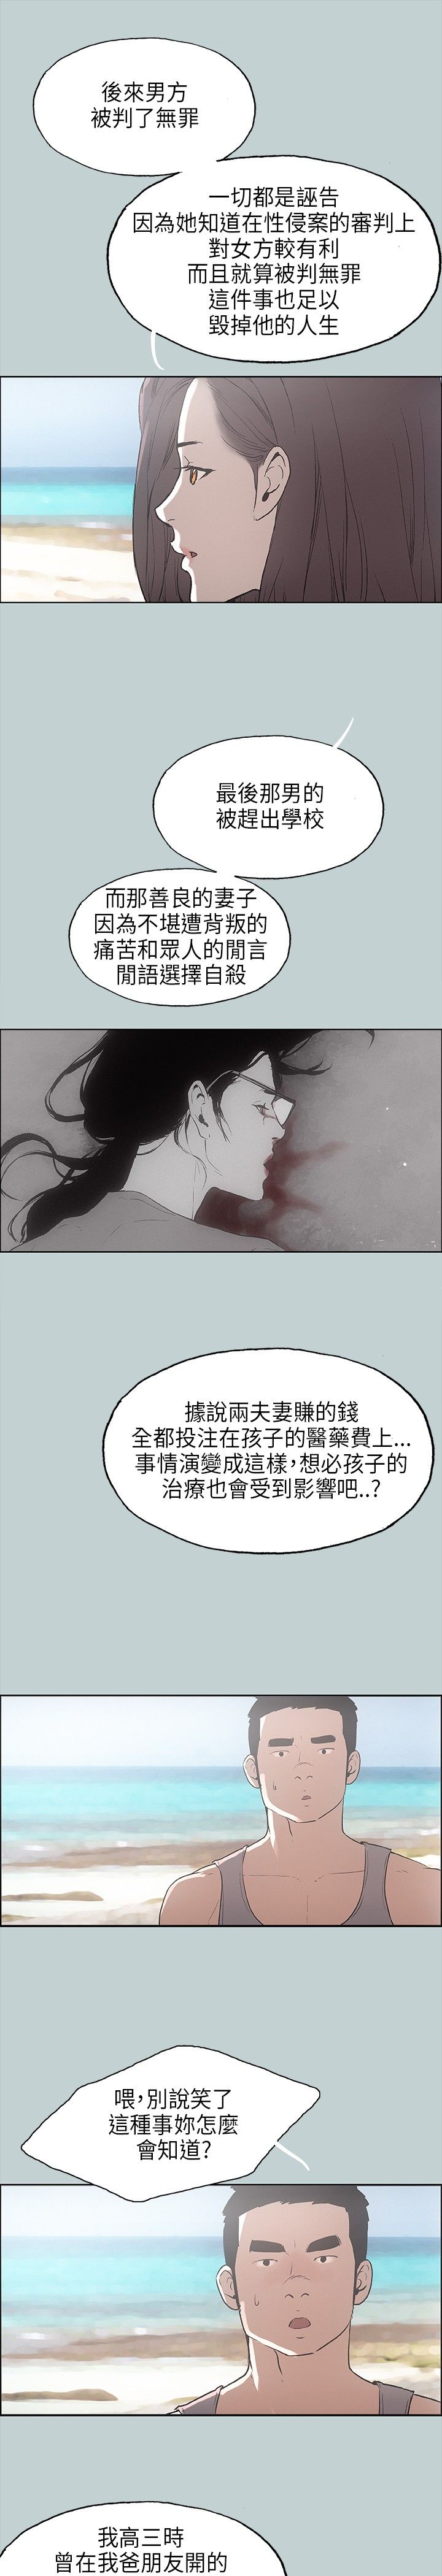 後來男方
被判了無罪
一切都是誣告
因為她知道在性侵案的審判上
對女方較有利
而且就算被判無罪
這件事也足以
毀掉他的人生
最後那男的
被趕出學校
而那善良的妻子
因為不堪遭背叛的
痛苦和眾人的閒言
閒語選擇自殺
據說兩夫妻賺的錢
全都投注在孩子的醫藥費上...
事情演變成這樣,想必孩子的
治療也會受到影響吧..?
喂,別說笑了
這種事妳怎麼
會知道?
我高三時
曾在我爸朋友開的